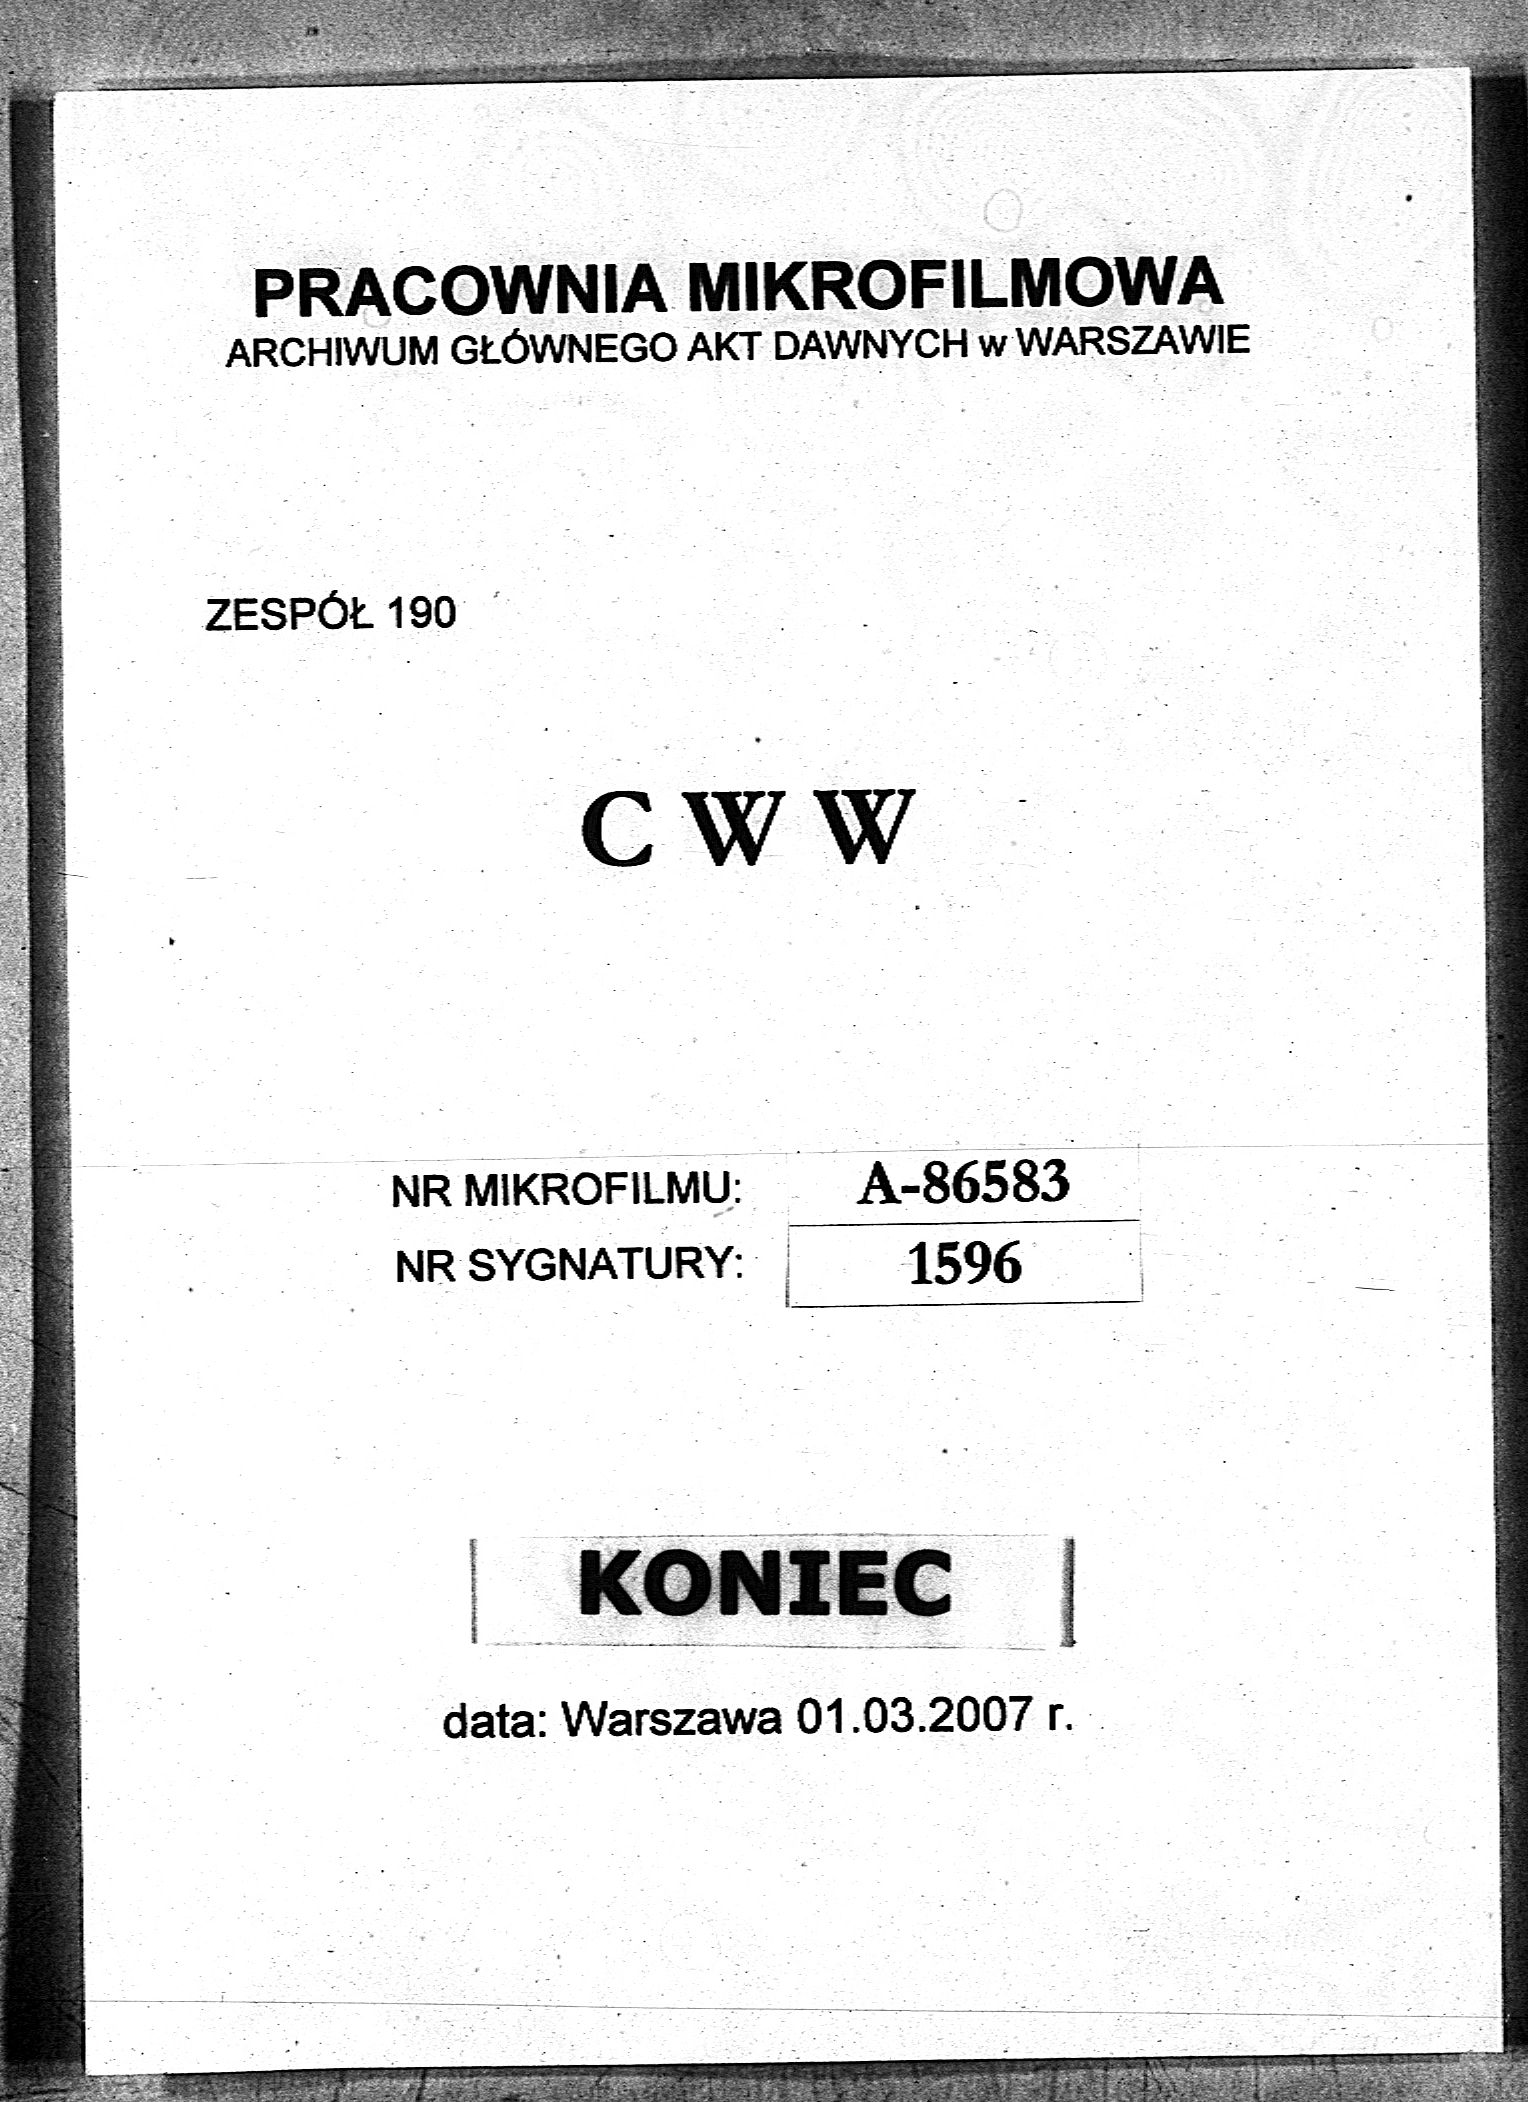 PRACOWNIA MIKROFILMOWA
ARCHIWUM GŁÓWNEGO AKT DAWNYCH w WARSZAWIE
ZESPÓŁ 190
C W W
NR MIKROFILMU: A-86583
NR SYGNATURY: 1596
KONIEC
data: Warszawa 01.03.2007 r.